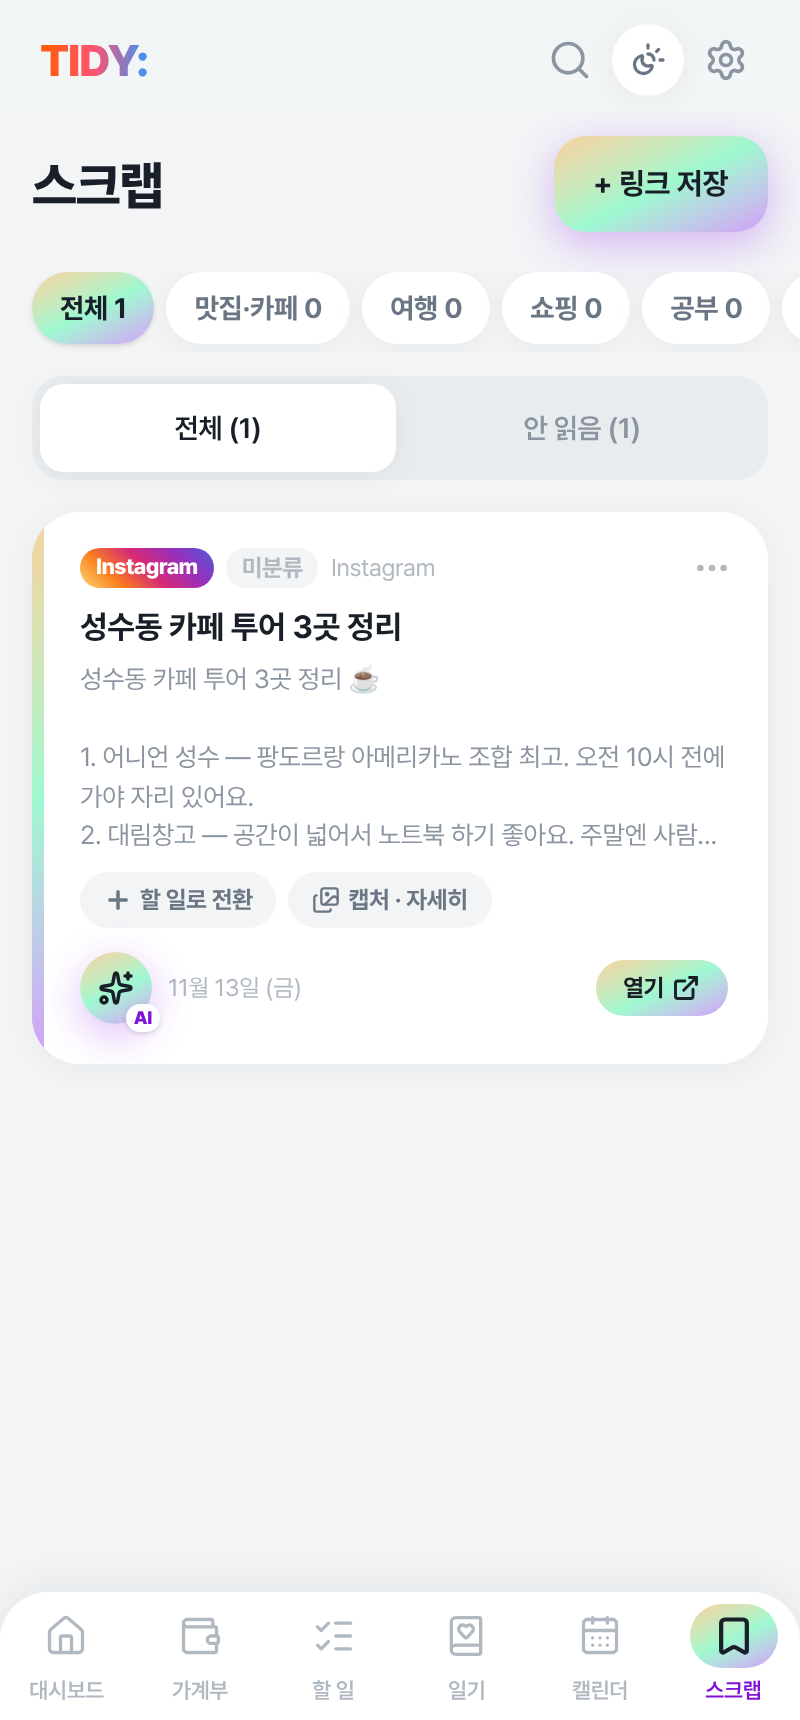 TIDY:
스크랩
+ 링크 저장
전체 1
맛집·카페 0
여행 0
쇼핑 0
공부 0
전체 (1)
안 읽음 (1)
Instagram 미분류 Instagram
성수동 카페 투어 3곳 정리
성수동 카페 투어 3곳 정리 ☕
1. 어니언 성수 — 팡도르랑 아메리카노 조합 최고. 오전 10시 전에
가야 자리 있어요.
2. 대림창고 — 공간이 넓어서 노트북 하기 좋아요. 주말엔 사람...
+ 할 일로 전환
캡처 · 자세히
AI
11월 13일 (금)
열기
대시보드
가계부
할 일
일기
캘린더
스크랩